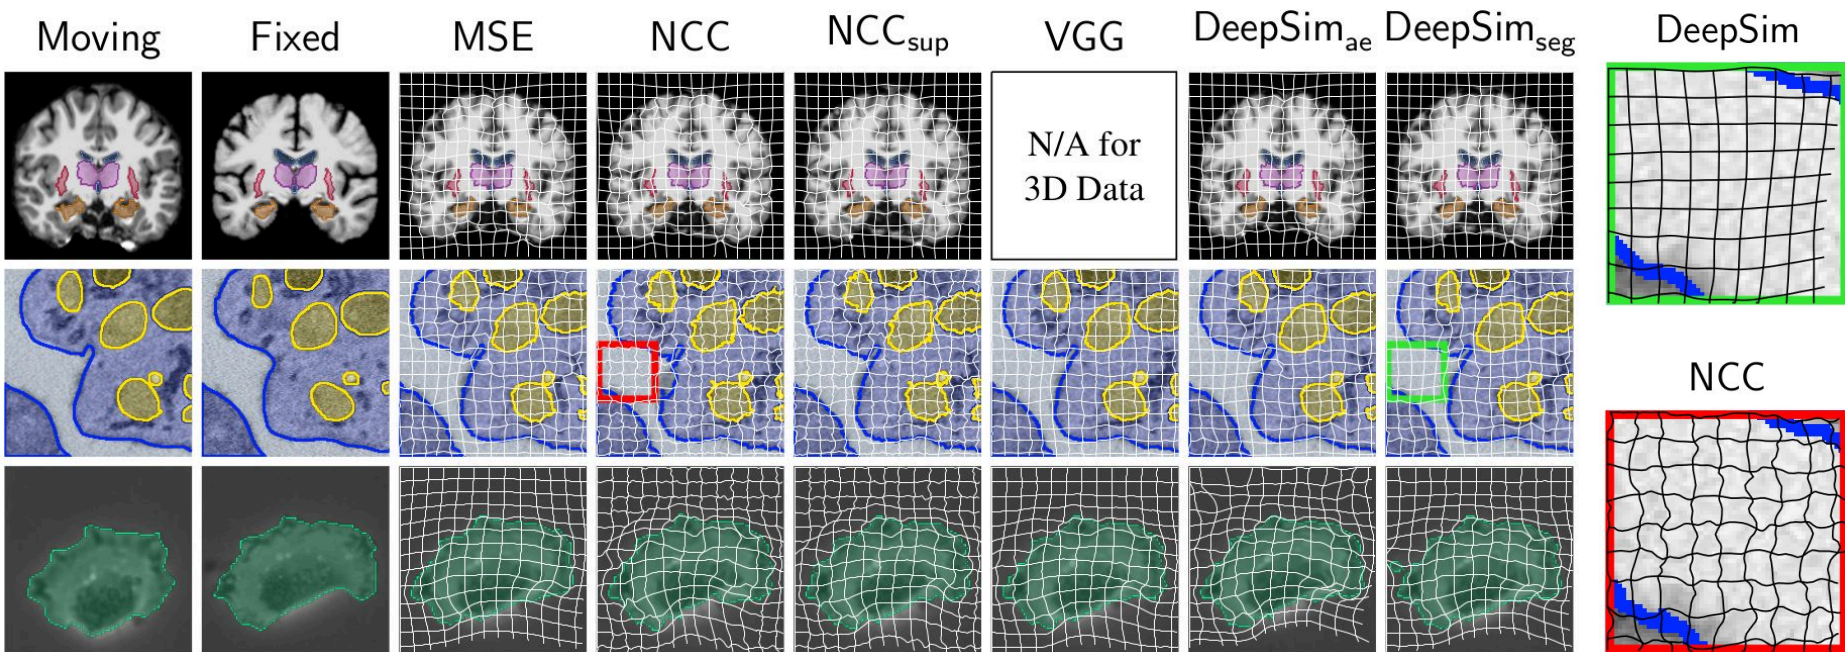 Moving
Fixed
MSE
NCC
NCCsup
VGG
DeepSimae
DeepSimseg
DeepSim
N/A for
3D Data
NCC